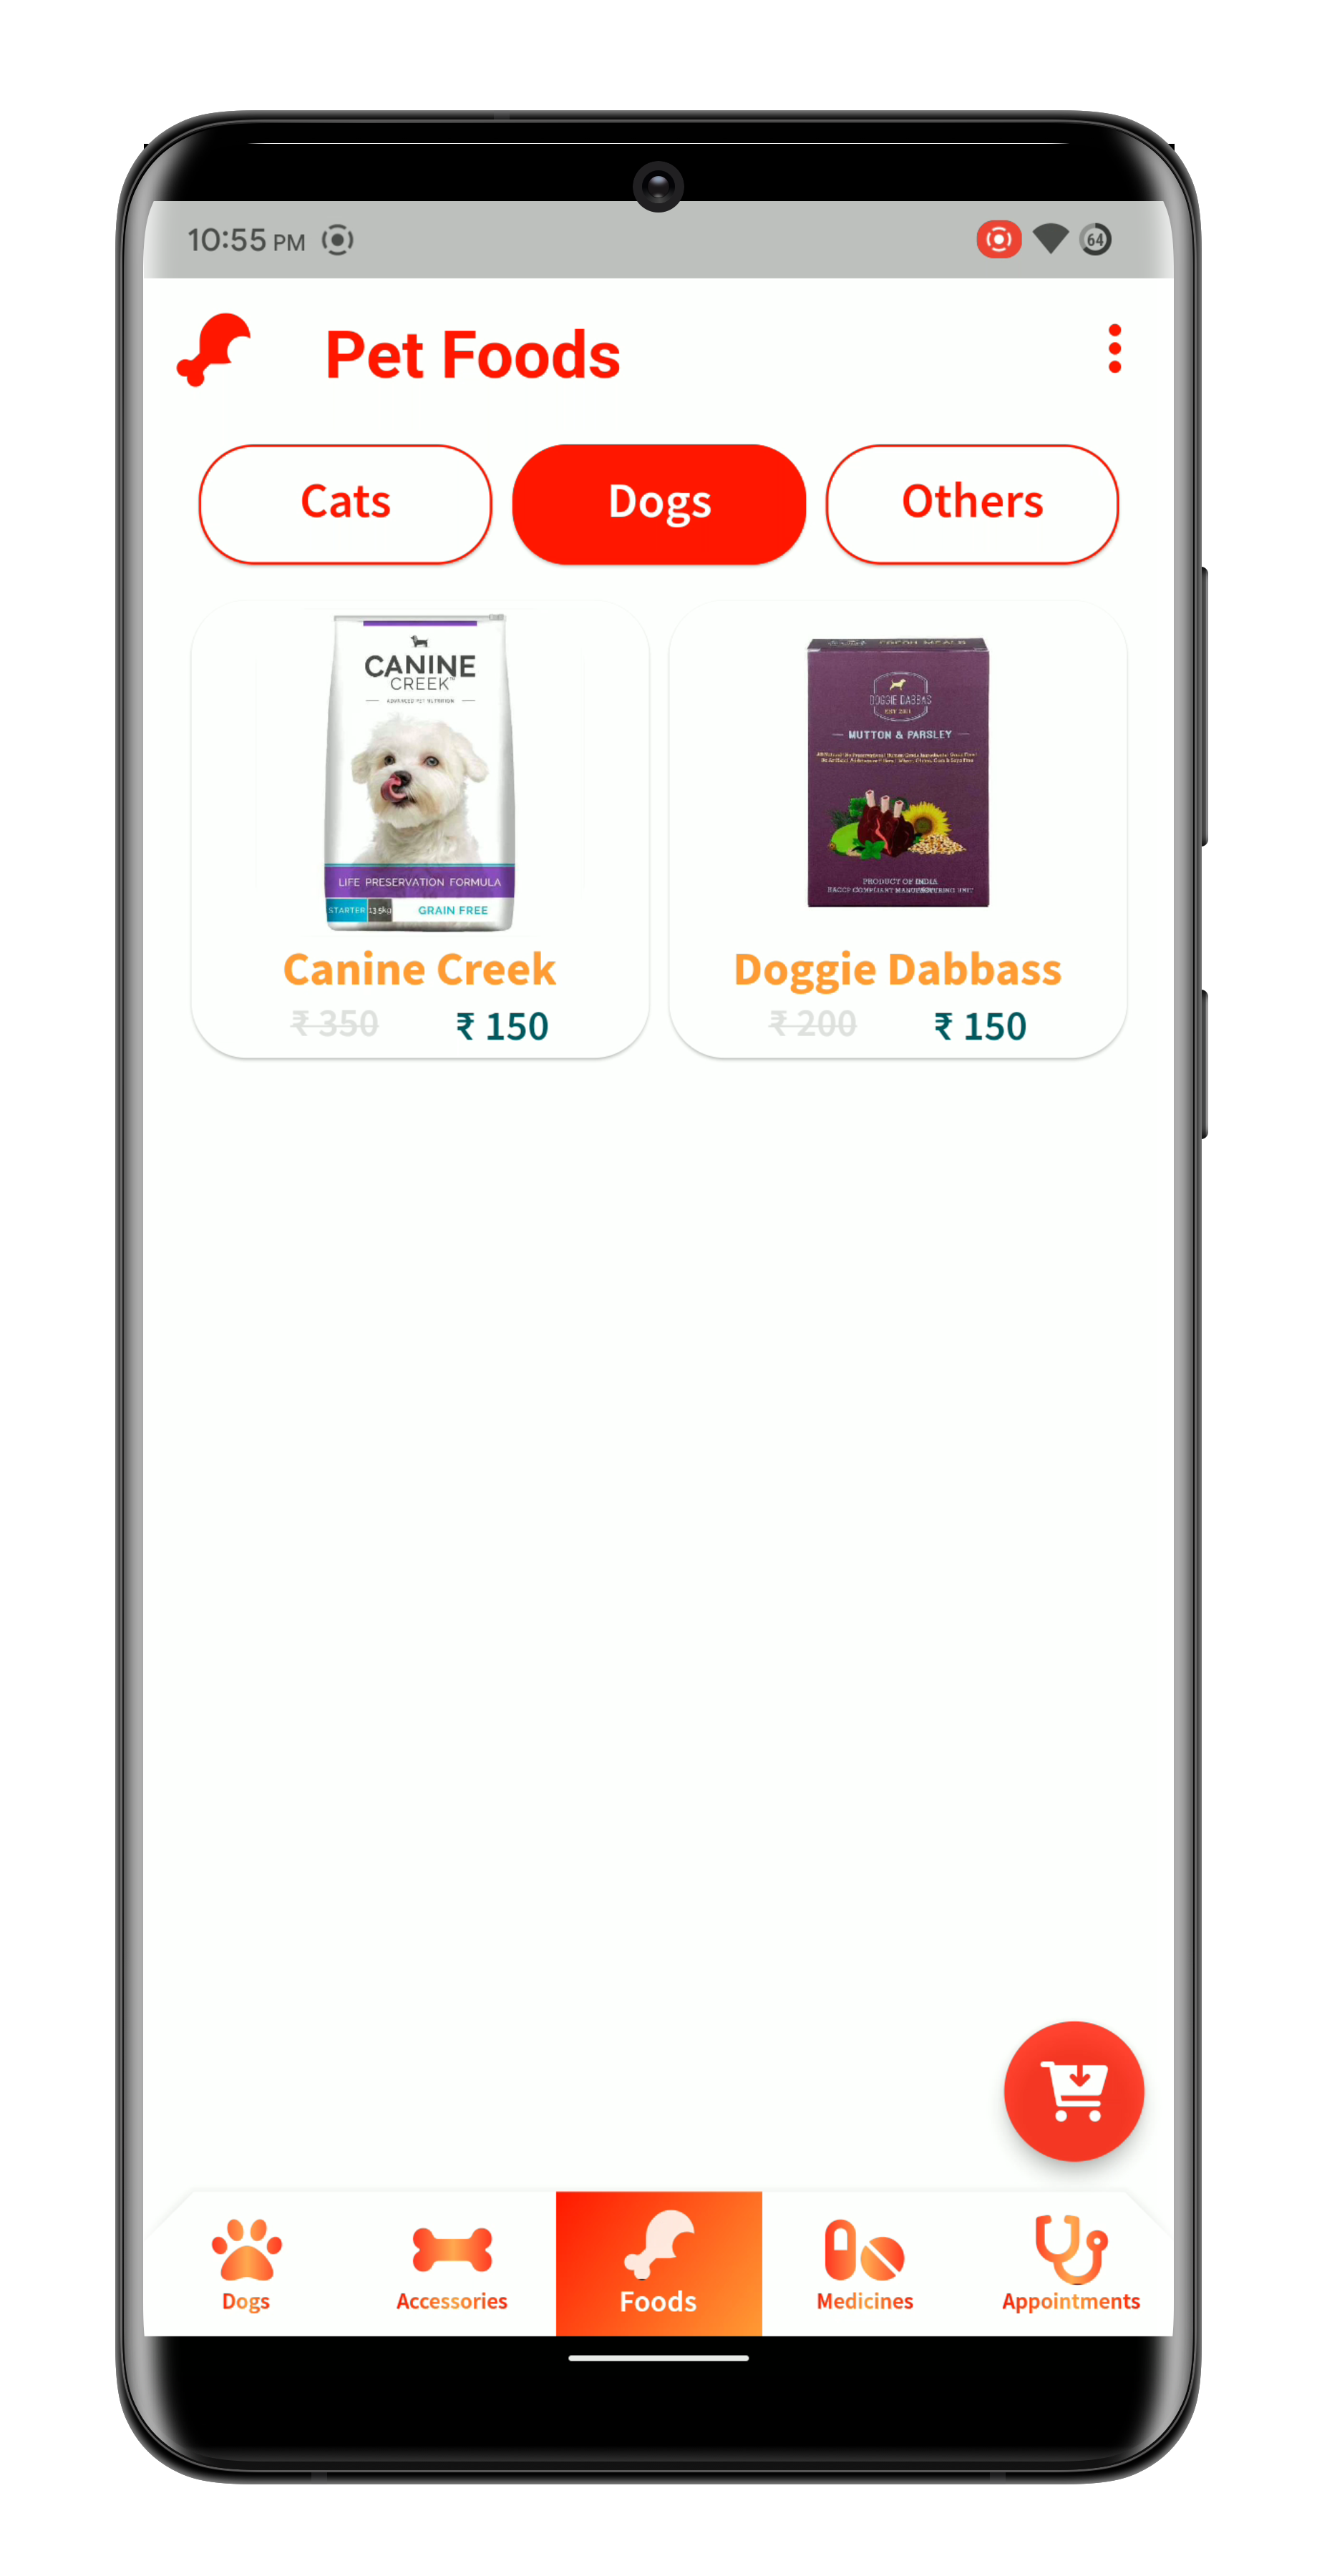 10:55 PM
64
Pet Foods
Cats
Dogs
Others
CANINE
CREEK
ADVANCED PET NUTRITION
LIFE PRESERVATION FORMULA
STARTER 13.5kg GRAIN FREE
DOGGIE DABBAS
MUTTON & PARSLEY
PRODUCT OF INDIA
Canine Creek
₹ 350 ₹ 150
Doggie Dabbass
₹ 200 ₹ 150
Dogs
Accessories
Foods
Medicines
Appointments